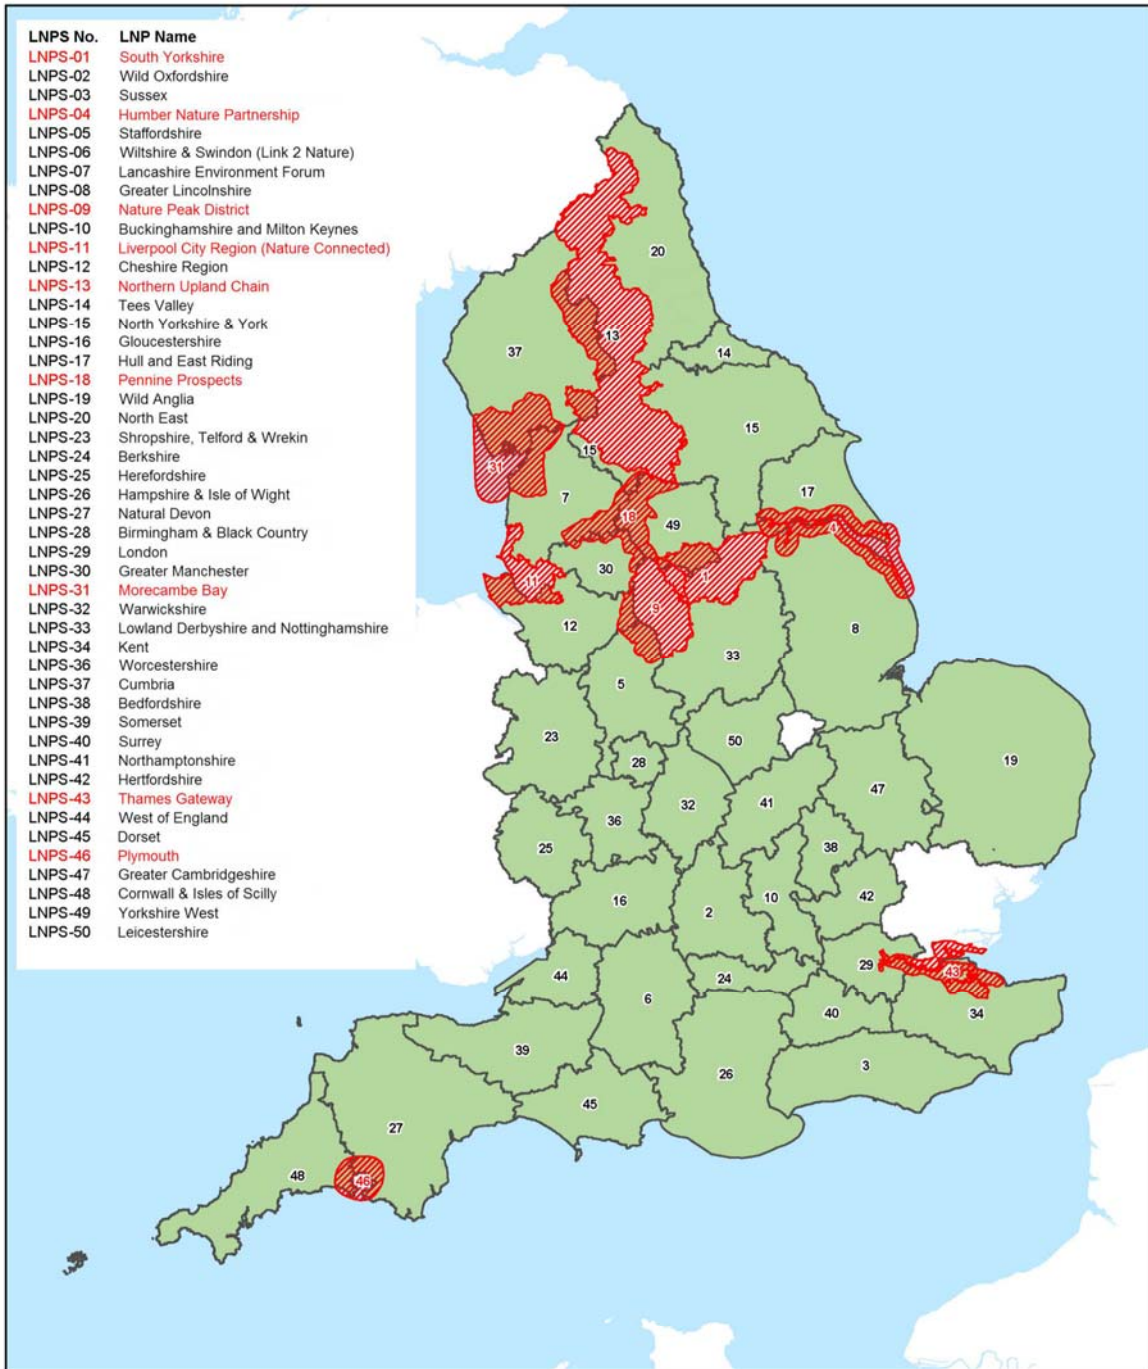 LNPS No. LNP Name
LNPS-01 South Yorkshire
LNPS-02 Wild Oxfordshire
LNPS-03 Sussex
LNPS-04 Humber Nature Partnership
LNPS-05 Staffordshire
LNPS-06 Wiltshire & Swindon (Link 2 Nature)
LNPS-07 Lancashire Environment Forum
LNPS-08 Greater Lincolnshire
LNPS-09 Nature Peak District
LNPS-10 Buckinghamshire and Milton Keynes
LNPS-11 Liverpool City Region (Nature Connected)
LNPS-12 Cheshire Region
LNPS-13 Northern Upland Chain
LNPS-14 Tees Valley
LNPS-15 North Yorkshire & York
LNPS-16 Gloucestershire
LNPS-17 Hull and East Riding
LNPS-18 Pennine Prospects
LNPS-19 Wild Anglia
LNPS-20 North East
LNPS-23 Shropshire, Telford & Wrekin
LNPS-24 Berkshire
LNPS-25 Herefordshire
LNPS-26 Hampshire & Isle of Wight
LNPS-27 Natural Devon
LNPS-28 Birmingham & Black Country
LNPS-29 London
LNPS-30 Greater Manchester
LNPS-31 Morecambe Bay
LNPS-32 Warwickshire
LNPS-33 Lowland Derbyshire and Nottinghamshire
LNPS-34 Kent
LNPS-36 Worcestershire
LNPS-37 Cumbria
LNPS-38 Bedfordshire
LNPS-39 Somerset
LNPS-40 Surrey
LNPS-41 Northamptonshire
LNPS-42 Hertfordshire
LNPS-43 Thames Gateway
LNPS-44 West of England
LNPS-45 Dorset
LNPS-46 Plymouth
LNPS-47 Greater Cambridgeshire
LNPS-48 Cornwall & Isles of Scilly
LNPS-49 Yorkshire West
LNPS-50 Leicestershire
20
13
37
14
15
15
31
7
17
18
49
4
30
11
1
9
12
8
33
5
23
50
28
19
32
41
47
36
25
38
16
2
10
42
44
24
29
43
6
40
34
39
26
3
45
27
48
46